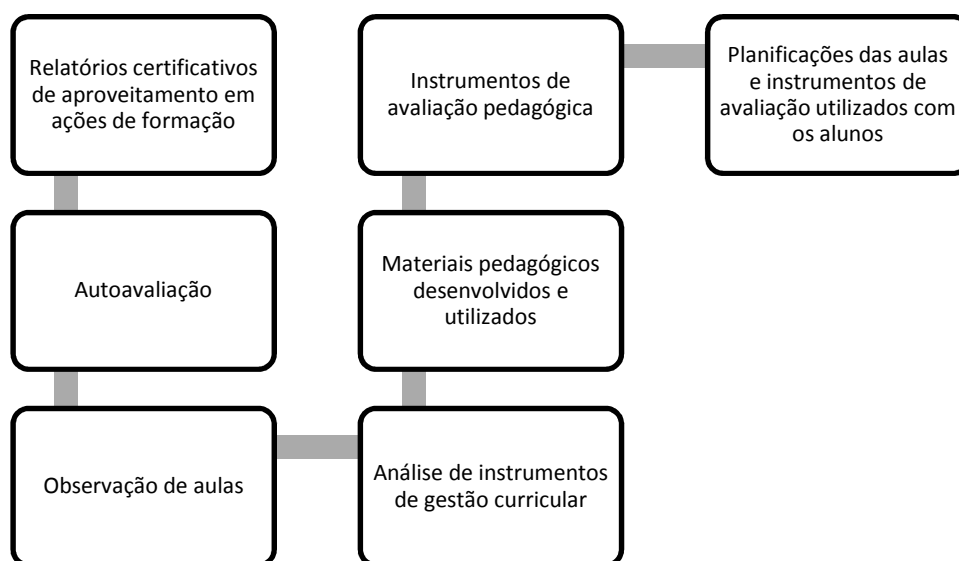 Relatórios certificativos
de aproveitamento em
ações de formação
Autoavaliação
Observação de aulas
Análise de instrumentos
de gestão curricular
Materiais pedagógicos
desenvolvidos e
utilizados
Instrumentos de
avaliação pedagógica
Planificações das aulas
e instrumentos de
avaliação utilizados com
os alunos